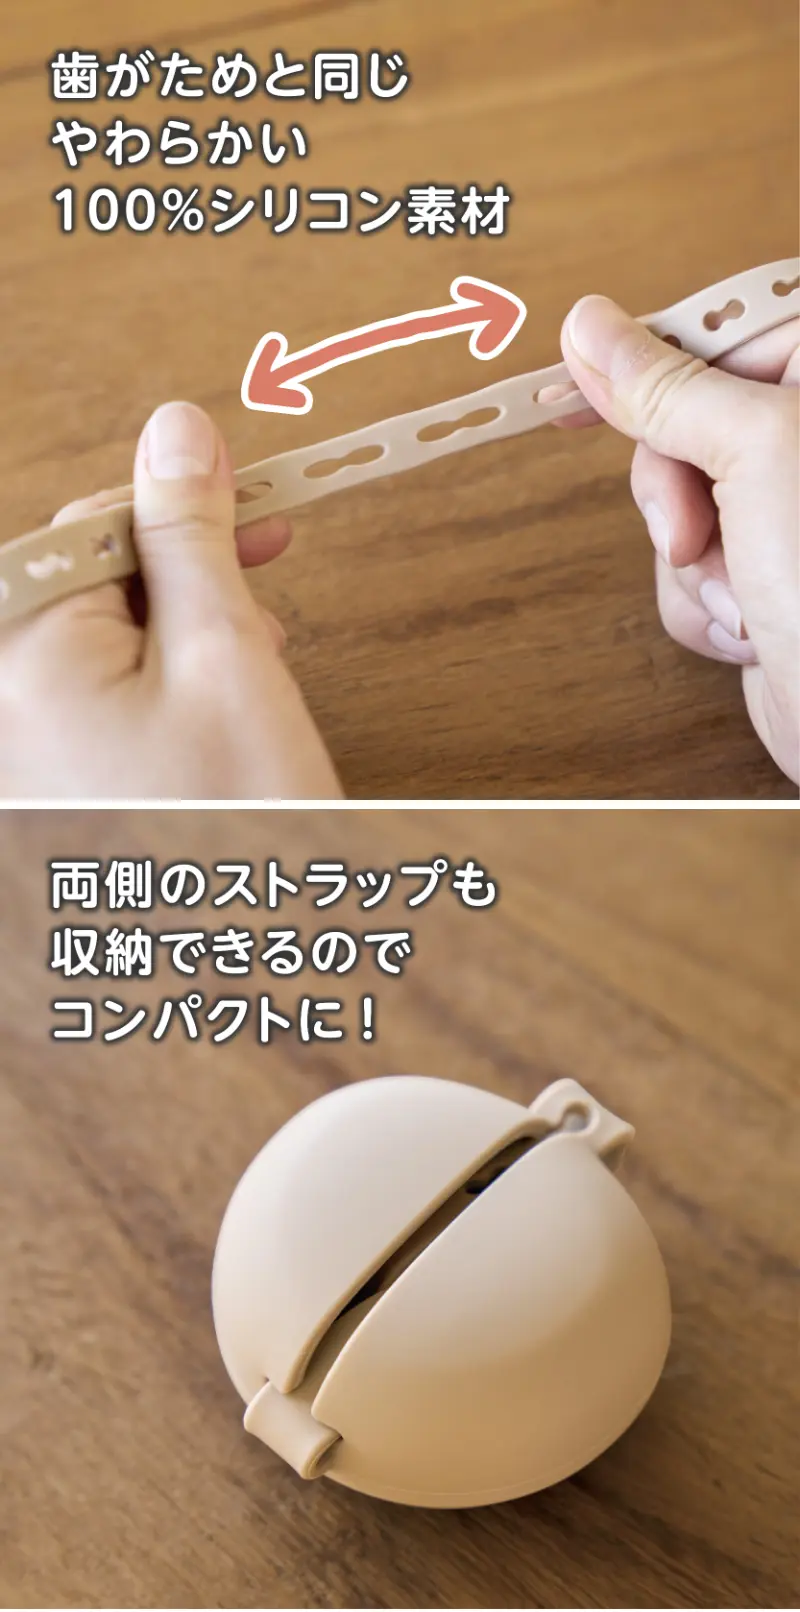 歯がためと同じ
やわらかい
100%シリコン素材
両側のストラップも
収納できるので
コンパクトに！